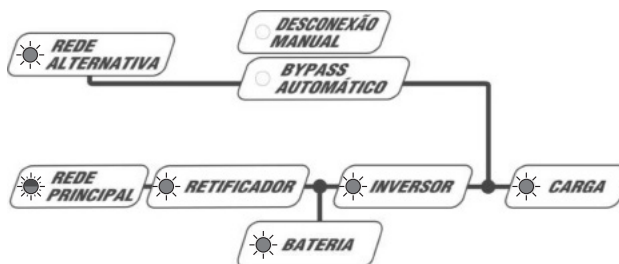 DESCONEXÃO
MANUAL
REDE
ALTERNATIVA
BYPASS
AUTOMÁTICO
REDE
PRINCIPAL
RETIFICADOR
INVERSOR
CARGA
BATERIA